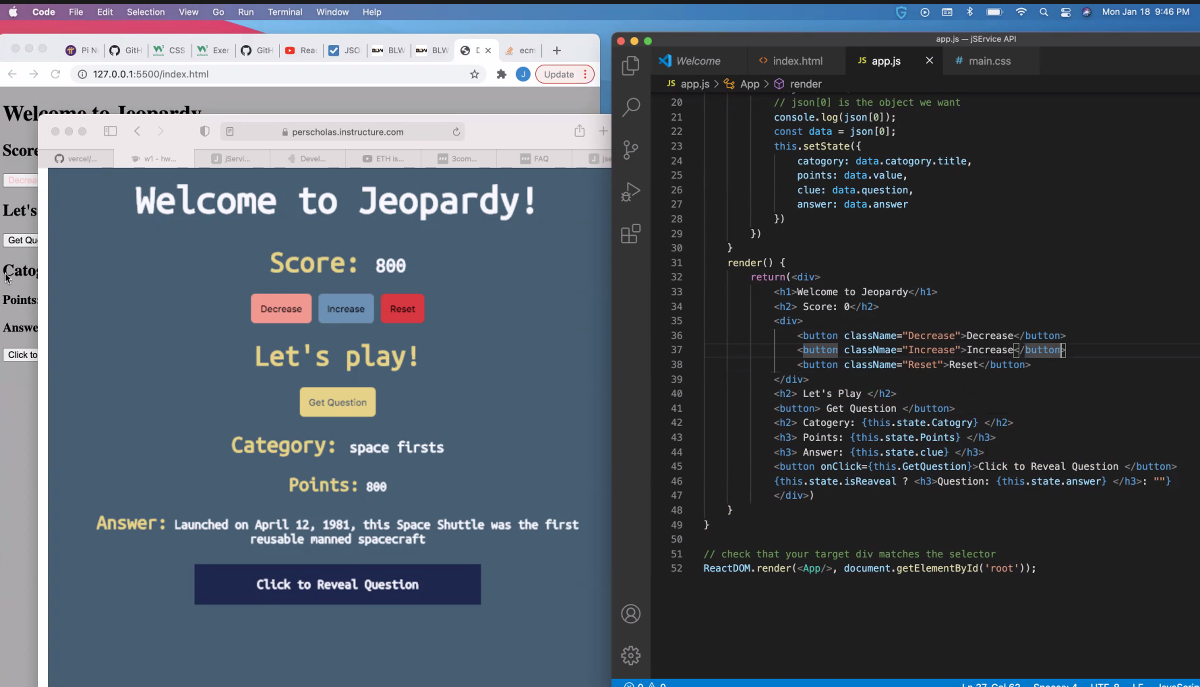 Code File Edit Selection View Go Run Terminal Window Help Mon Jan 18 9:46 PM
Pi N GitH CSS Exer GitH Rea JSO BLW BLW D ecm
127.0.0.1:5500/index.html J Update
Welcome to Jeopardy
Score
Decrea
Let's
Get Qu
Catog
Points:
Answe
Click to
perscholas.instructure.com
vercel/... w1 - hw... jServi... Devel... ETH is... 3com... FAQ jse
Welcome to Jeopardy!
Score: 800
Decrease Increase Reset
Let's play!
Get Question
Category: space firsts
Points: 800
Answer: Launched on April 12, 1981, this Space Shuttle was the first
reusable manned spacecraft
Click to Reveal Question
app.js — jService API
Welcome index.html JS app.js # main.css
JS app.js > App > render
20 // json[0] is the object we want
21 console.log(json[0]);
22 const data = json[0];
23 this.setState({
24 catogory: data.catogory.title,
25 points: data.value,
26 clue: data.question,
27 answer: data.answer
28 })
29 })
30 }
31 render() {
32 return(<div>
33 <h1>Welcome to Jeopardy</h1>
34 <h2> Score: 0</h2>
35 <div>
36 <button className="Decrease">Decrease</button>
37 <button classNmae="Increase">Increase</button>
38 <button className="Reset">Reset</button>
39 </div>
40 <h2> Let's Play </h2>
41 <button> Get Question </button>
42 <h2> Catogery: {this.state.Catogry} </h2>
43 <h3> Points: {this.state.Points} </h3>
44 <h3> Answer: {this.state.clue} </h3>
45 <button onClick={this.GetQuestion}>Click to Reveal Question </button>
46 {this.state.isReaveal ? <h3>Question: {this.state.answer} </h3>: ""}
47 </div>)
48 }
49 }
50
51 // check that your target div matches the selector
52 ReactDOM.render(<App/>, document.getElementById('root'));